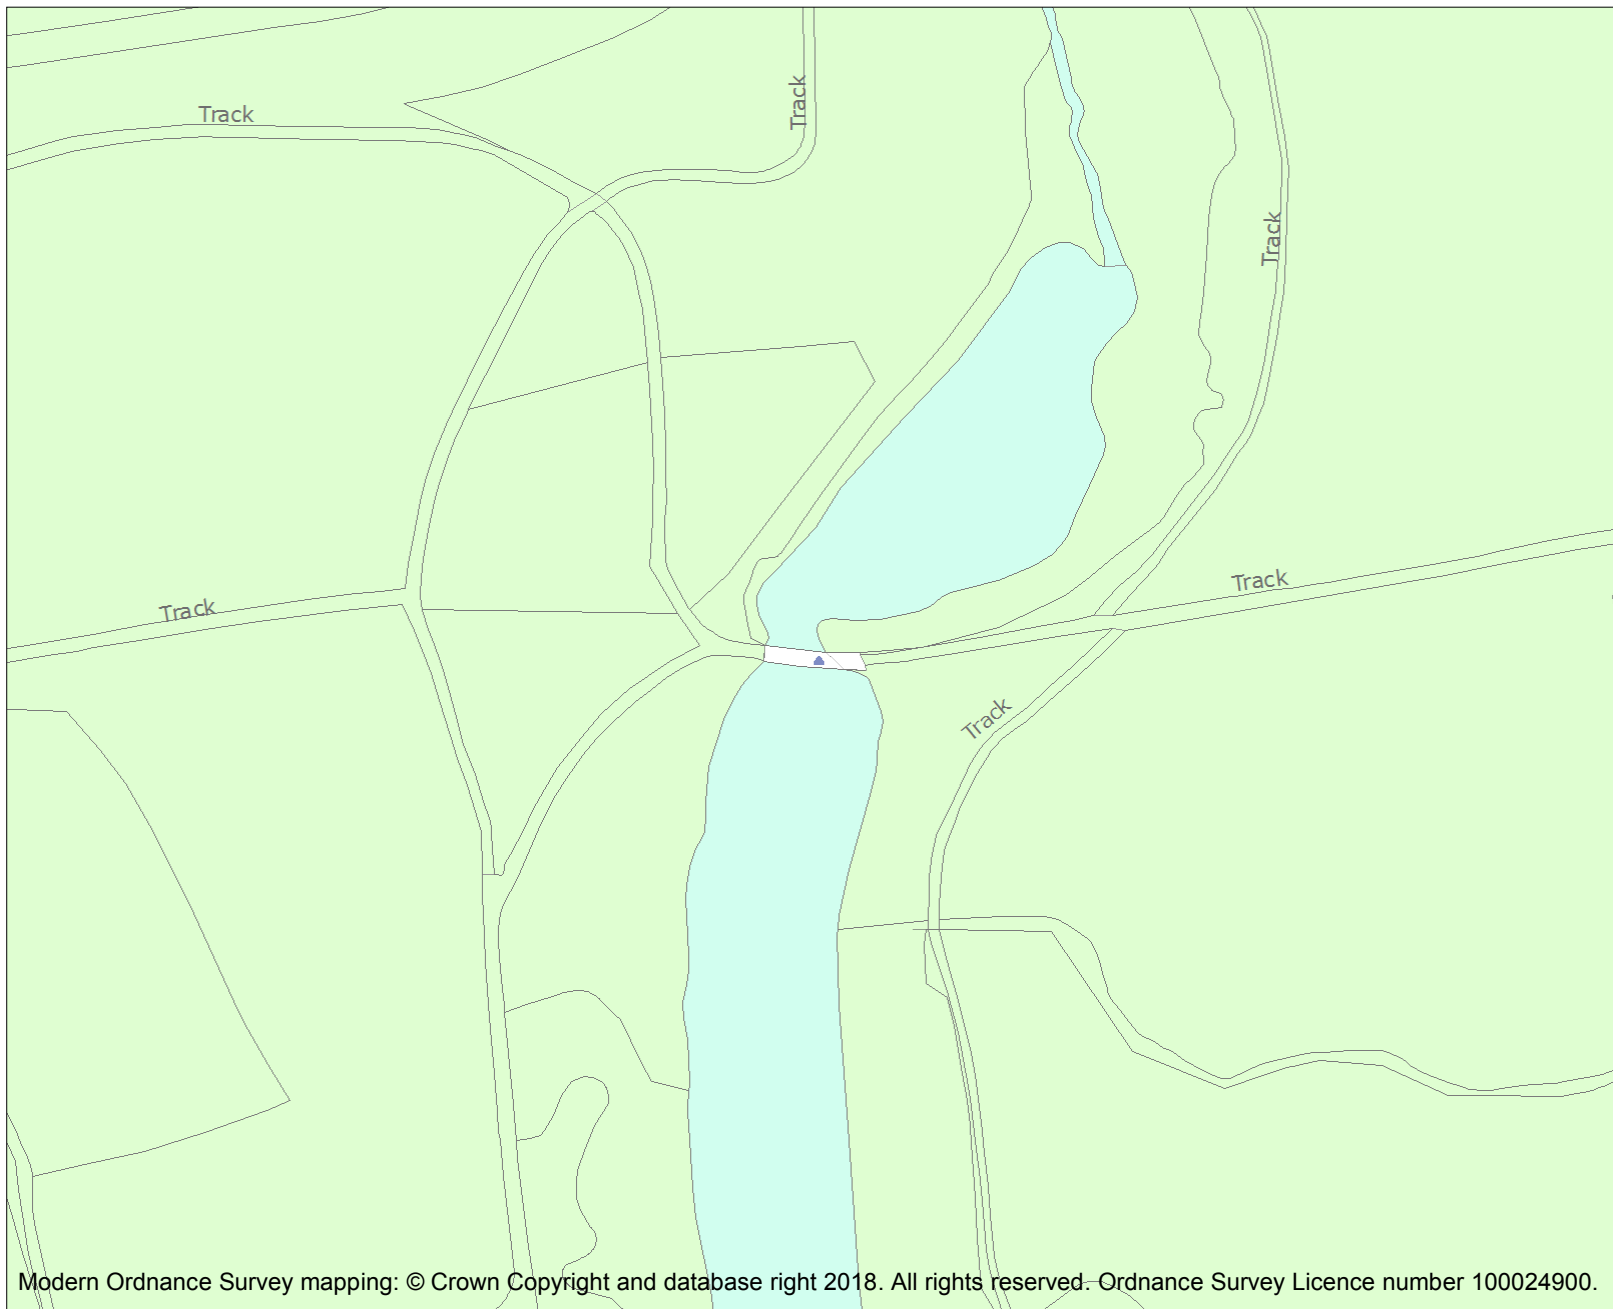 Track
Track
Track
Track
Track
Track
Modern Ordnance Survey mapping: © Crown Copyright and database right 2018. All rights reserved. Ordnance Survey Licence number 100024900.